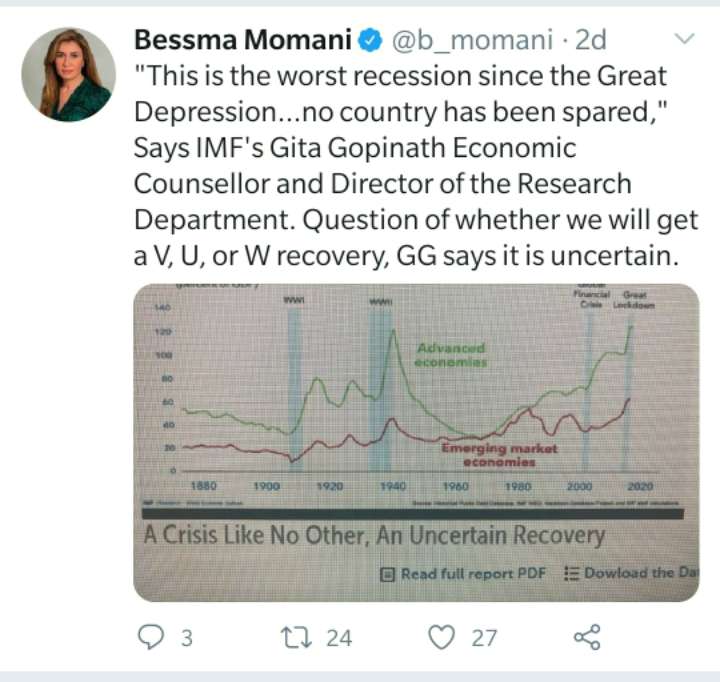 Bessma Momani @b_momani · 2d
"This is the worst recession since the Great
Depression...no country has been spared,"
Says IMF's Gita Gopinath Economic
Counsellor and Director of the Research
Department. Question of whether we will get
a V, U, or W recovery, GG says it is uncertain.
WWI
WWII
Financial
Crisis
Great
Lockdown
140
120
100
80
60
40
20
0
Advanced
economies
Emerging market
economies
1880 1900 1920 1940 1960 1980 2000 2020
A Crisis Like No Other, An Uncertain Recovery
Read full report PDF Dowload the Da
3 24 27